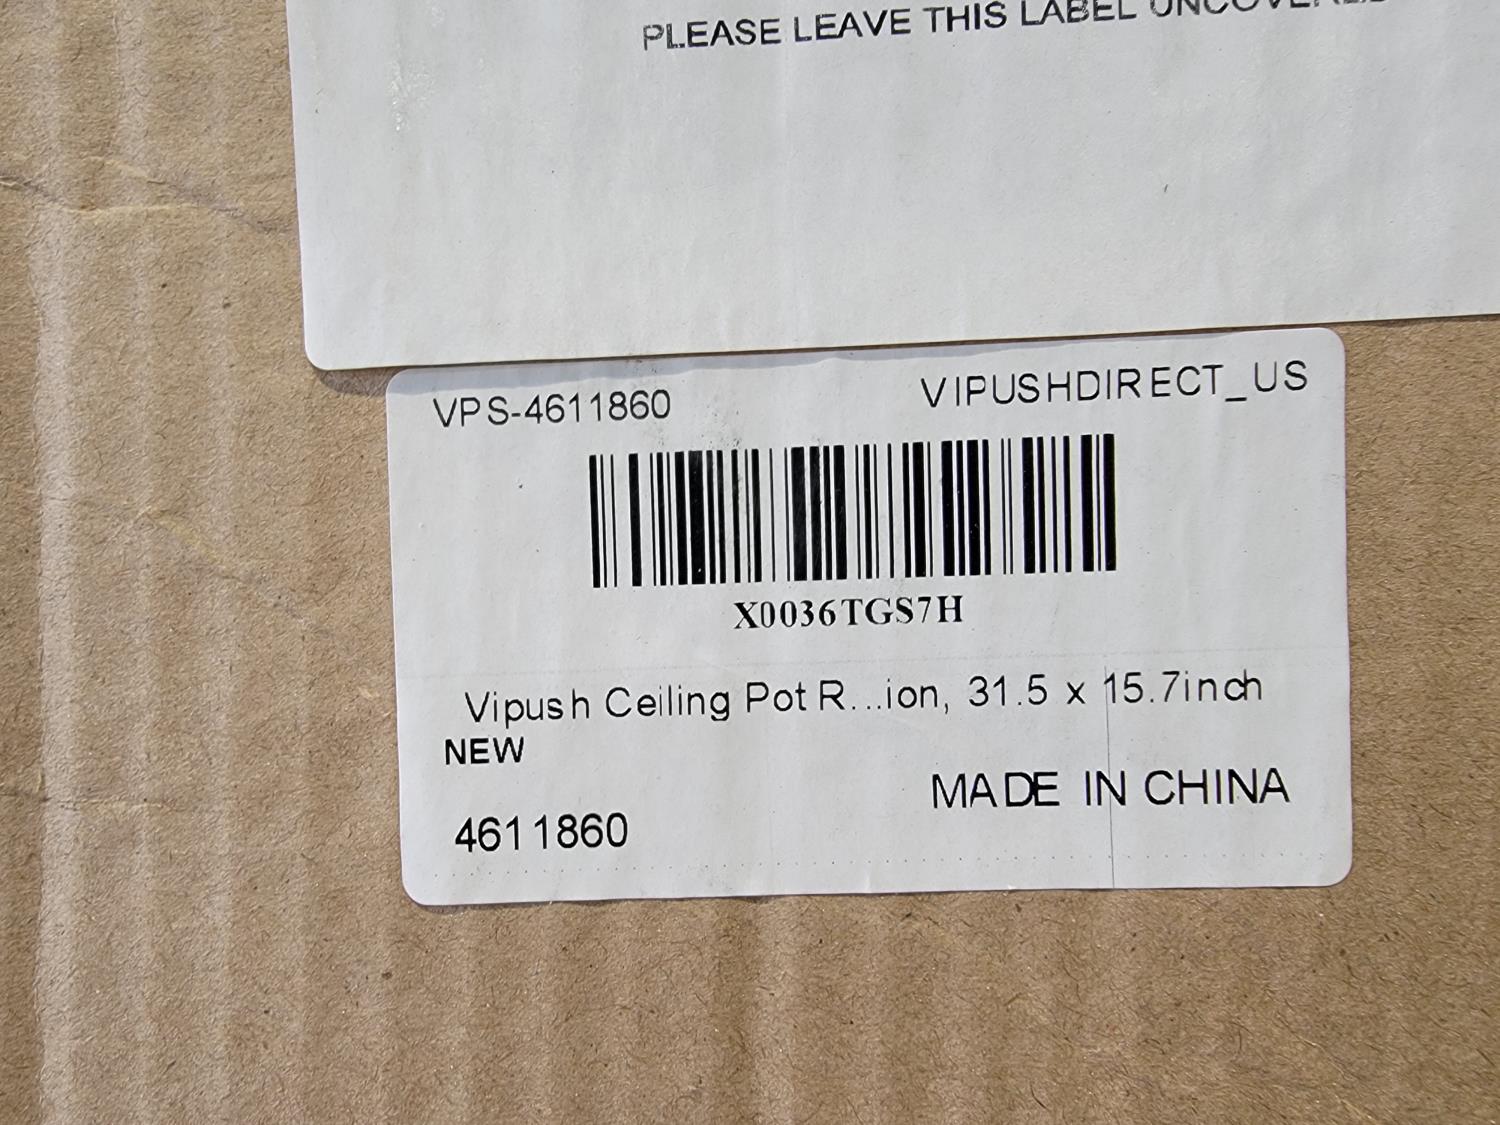 PLEASE LEAVE THIS LABEL UNCOVERED
VPS-4611860
VIPUSHDIRECT_US
X0036TGS7H
Vipush Ceiling Pot R...ion, 31.5 x 15.7inch
NEW
MADE IN CHINA
4611860